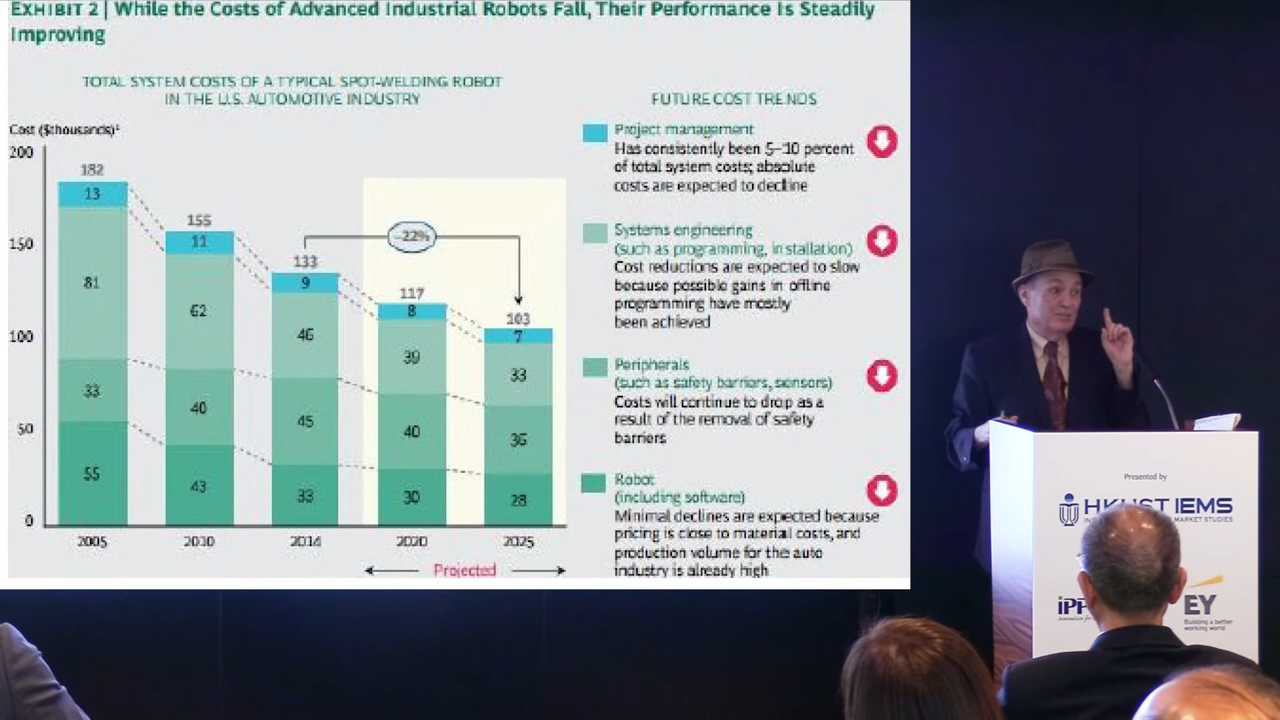 EXHIBIT 2 | While the Costs of Advanced Industrial Robots Fall, Their Performance Is Steadily
Improving
TOTAL SYSTEM COSTS OF A TYPICAL SPOT-WELDING ROBOT
IN THE U.S. AUTOMOTIVE INDUSTRY
Cost ($thousands)¹
200
150
100
50
0
182
13
81
33
55
155
11
62
40
43
133
9
46
45
33
-22%
117
8
39
40
30
103
7
33
36
28
2005
2010
2014
2020
2025
Projected
FUTURE COST TRENDS
Project management
Has consistently been 5–10 percent
of total system costs; absolute
costs are expected to decline
Systems engineering
(such as programming, installation)
Cost reductions are expected to slow
because possible gains in offline
programming have mostly
been achieved
Peripherals
(such as safety barriers, sensors)
Costs will continue to drop as a
result of the removal of safety
barriers
Robot
(including software)
Minimal declines are expected because
pricing is close to material costs, and
production volume for the auto
industry is already high
Presented by
HKUST IEMS
MARKET STUDIES
EY
Building a better
working world